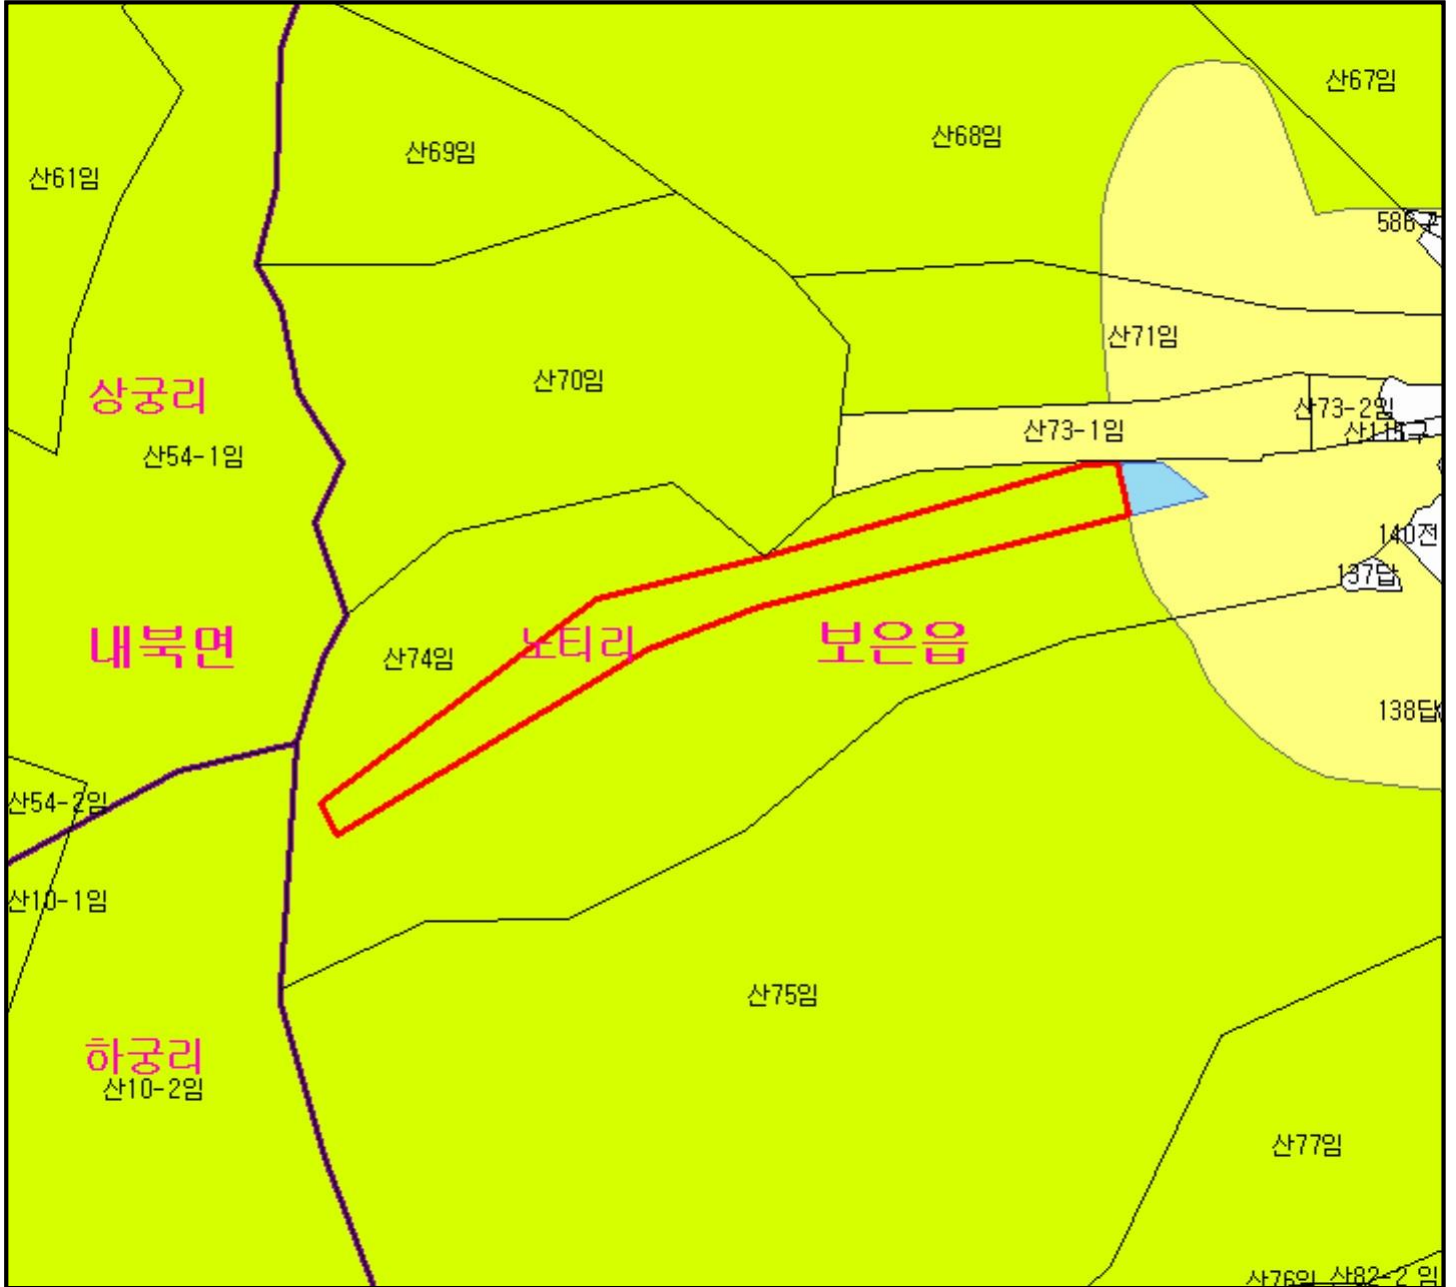 산67임
산68임
산69임
산61임
산71임
산70임
상궁리
산73-2임
산73-1임
산54-1임
140전
137답
노티리
보은읍
내북면
산74임
138답
산54-2임
산10-1임
산75임
하궁리
산10-2임
산77임
산76임
산82-2 임